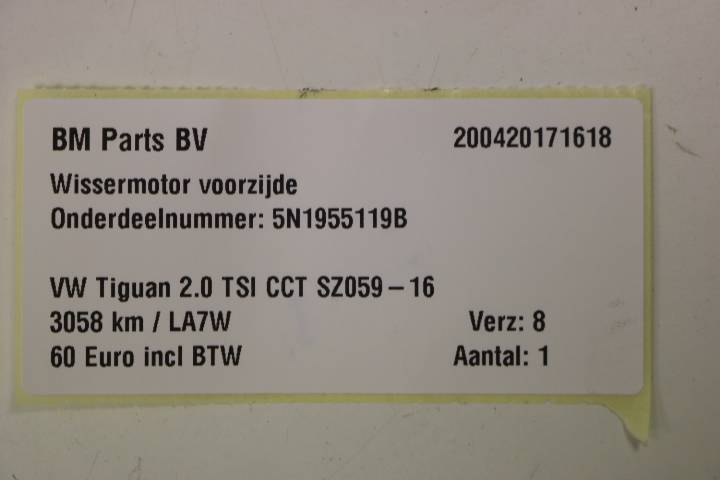 BM Parts BV 200420171618
Wissermotor voorzijde
Onderdeelnummer: 5N1955119B
VW Tiguan 2.0 TSI CCT SZ059-16
3058 km / LA7W Verz: 8
60 Euro incl BTW Aantal: 1